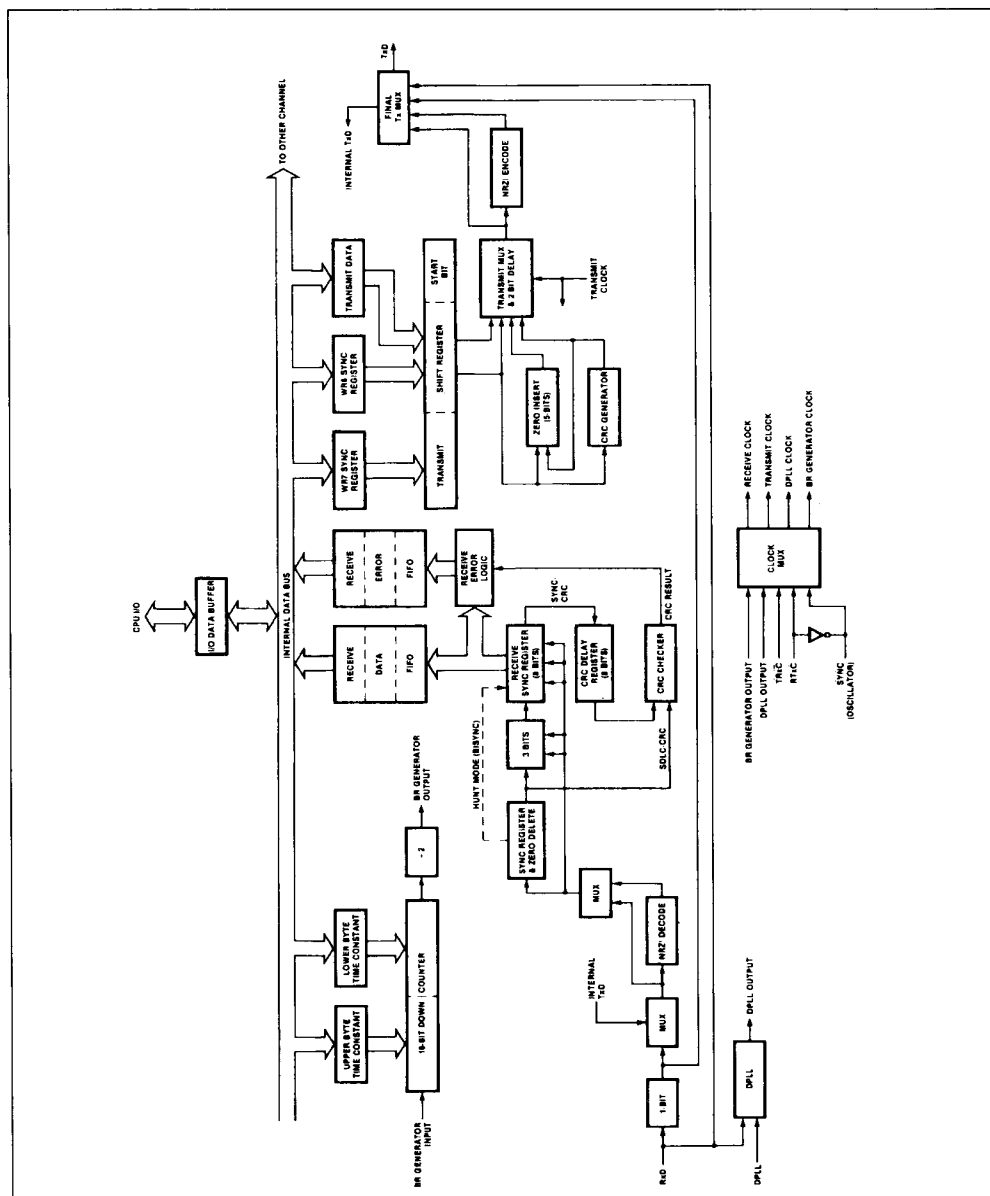 CPU I/O
I/O DATA BUFFER
INTERNAL DATA BUS
TO OTHER CHANNEL
UPPER BYTE
TIME CONSTANT
LOWER BYTE
TIME CONSTANT
BR GENERATOR
INPUT
16-BIT DOWN COUNTER
÷ 2
BR GENERATOR
OUTPUT
RECEIVE
DATA
FIFO
RECEIVE
ERROR
FIFO
RECEIVE
ERROR
LOGIC
WR7 SYNC
REGISTER
WR6 SYNC
REGISTER
TRANSMIT DATA
TRANSMIT
SHIFT REGISTER
START
BIT
INTERNAL TxD
FINAL
Tx MUX
TxD
NRZI ENCODE
TRANSMIT MUX
& 2 BIT DELAY
TRANSMIT
CLOCK
ZERO INSERT
(5 BITS)
CRC GENERATOR
HUNT MODE (BISYNC)
SYNC REGISTER
& ZERO DELETE
3 BITS
RECEIVE
SYNC REGISTER
(8 BITS)
SYNC-
CRC
CRC DELAY
REGISTER
(8 BITS)
CRC CHECKER
CRC RESULT
SDLC-CRC
INTERNAL
TxD
MUX
NRZI DECODE
MUX
RxD
1-BIT
DPLL
DPLL
DPLL OUTPUT
BR GENERATOR OUTPUT
DPLL OUTPUT
TRxC
RTxC
SYNC
(OSCILLATOR)
CLOCK
MUX
RECEIVE CLOCK
TRANSMIT CLOCK
DPLL CLOCK
BR GENERATOR CLOCK